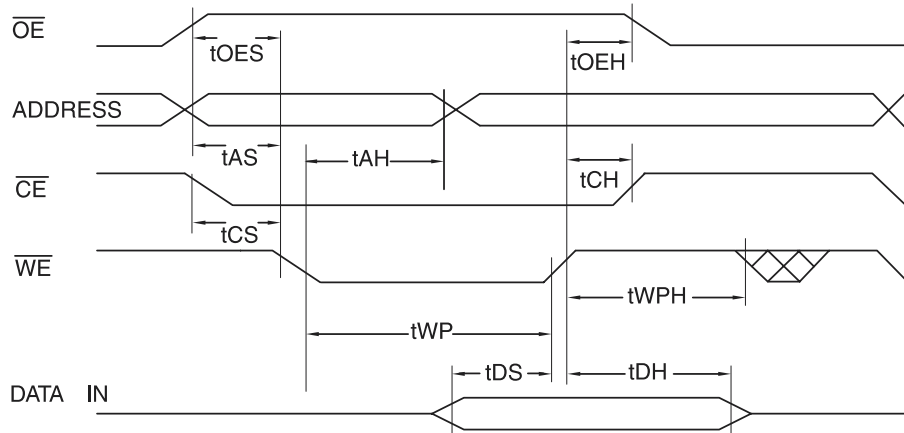 OE
tOES
tOEH
ADDRESS
tAS
tAH
tCH
CE
tCS
WE
tWPH
tWP
tDS
tDH
DATA IN